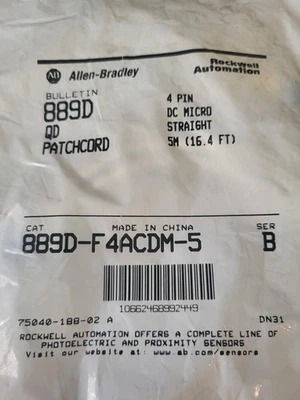 AB Allen-Bradley
Rockwell
Automation
BULLETIN
889D
QD
PATCHCORD
4 PIN
DC MICRO
STRAIGHT
5M (16.4 FT)
CAT MADE IN CHINA SER
889D-F4ACDM-5 B
10662468992449
75040-188-02 A DN31
ROCKWELL AUTOMATION OFFERS A COMPLETE LINE OF
PHOTOELECTRIC AND PROXIMITY SENSORS
Visit our website at: www.ab.com/sensors